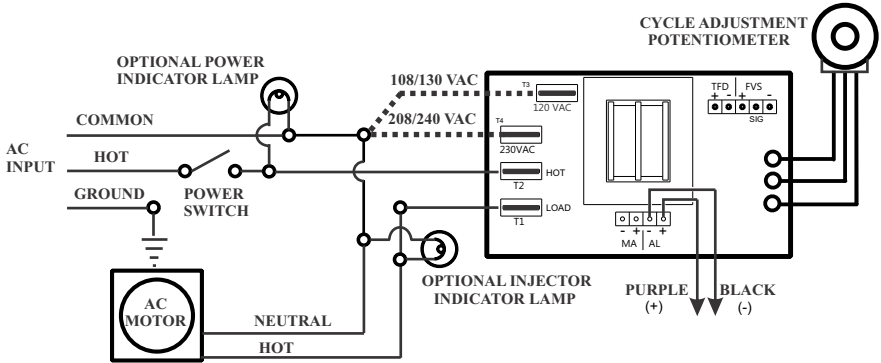 CYCLE ADJUSTMENT
POTENTIOMETER
OPTIONAL POWER
INDICATOR LAMP
108/130 VAC
T3
120 VAC
TFD
FVS
+ - + -
SIG
208/240 VAC
T4
230VAC
COMMON
AC
INPUT
HOT
POWER
SWITCH
GROUND
HOT
T2
LOAD
T1
- + - +
MA
AL
OPTIONAL INJECTOR
INDICATOR LAMP
PURPLE
(+)
BLACK
(-)
AC
MOTOR
NEUTRAL
HOT